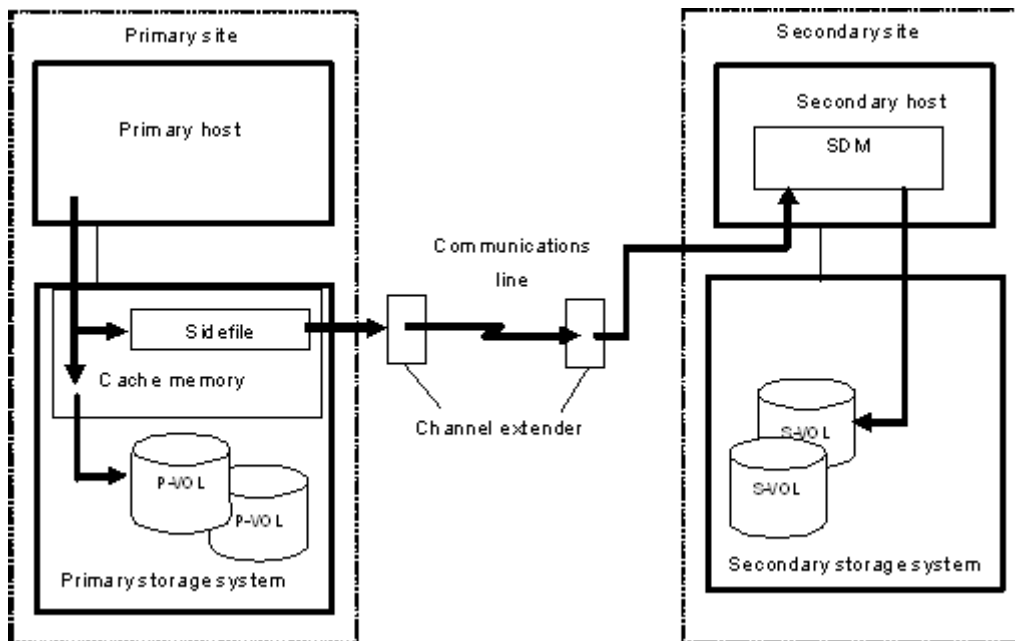 Primary site
Primary host
Sidefile
Cache memory
P-VOL
P-VOL
Primary storage system
Communications
line
Channel extender
Secondary site
Secondary host
SDM
S-VOL
S-VOL
Secondary storage system